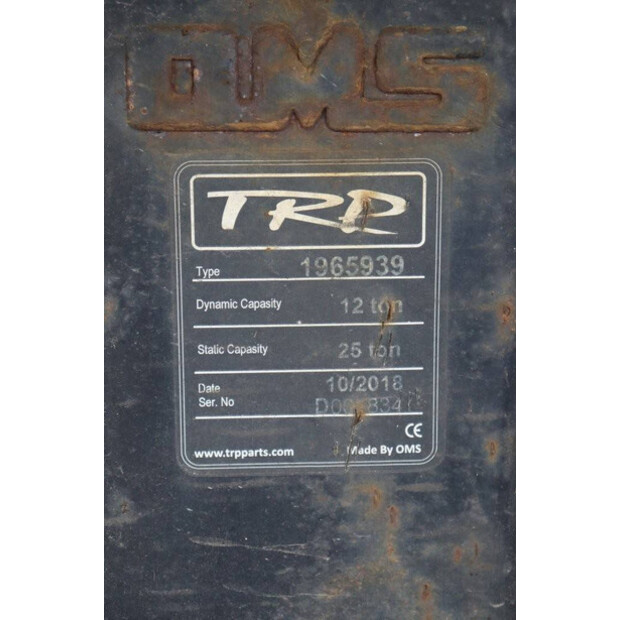 OMS
TRP
Type 1965939
Dynamic Capasity 12 ton
Static Capasity 25 ton
Date 10/2018
Ser. No
CE
www.trpparts.com Made By OMS